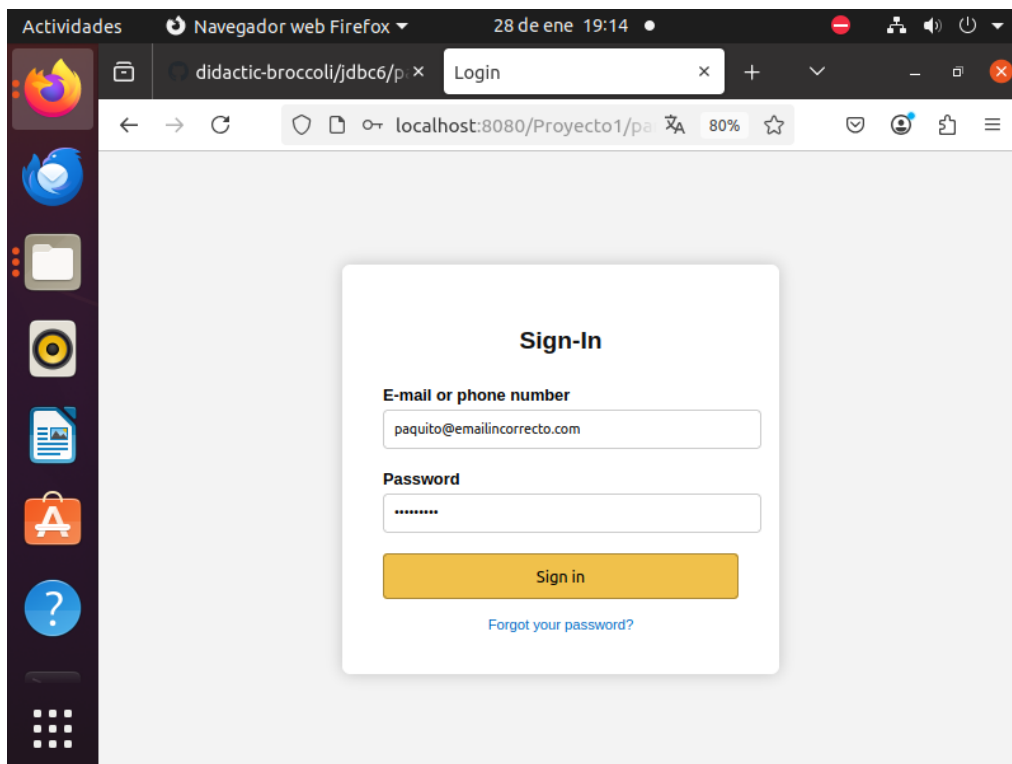 Actividades Navegador web Firefox 28 de ene 19:14
didactic-broccoli/jdbc6/p Login
localhost:8080/Proyecto1/pa 80%
Sign-In
E-mail or phone number
paquito@emailincorrecto.com
Password
•••••••••
Sign in
Forgot your password?